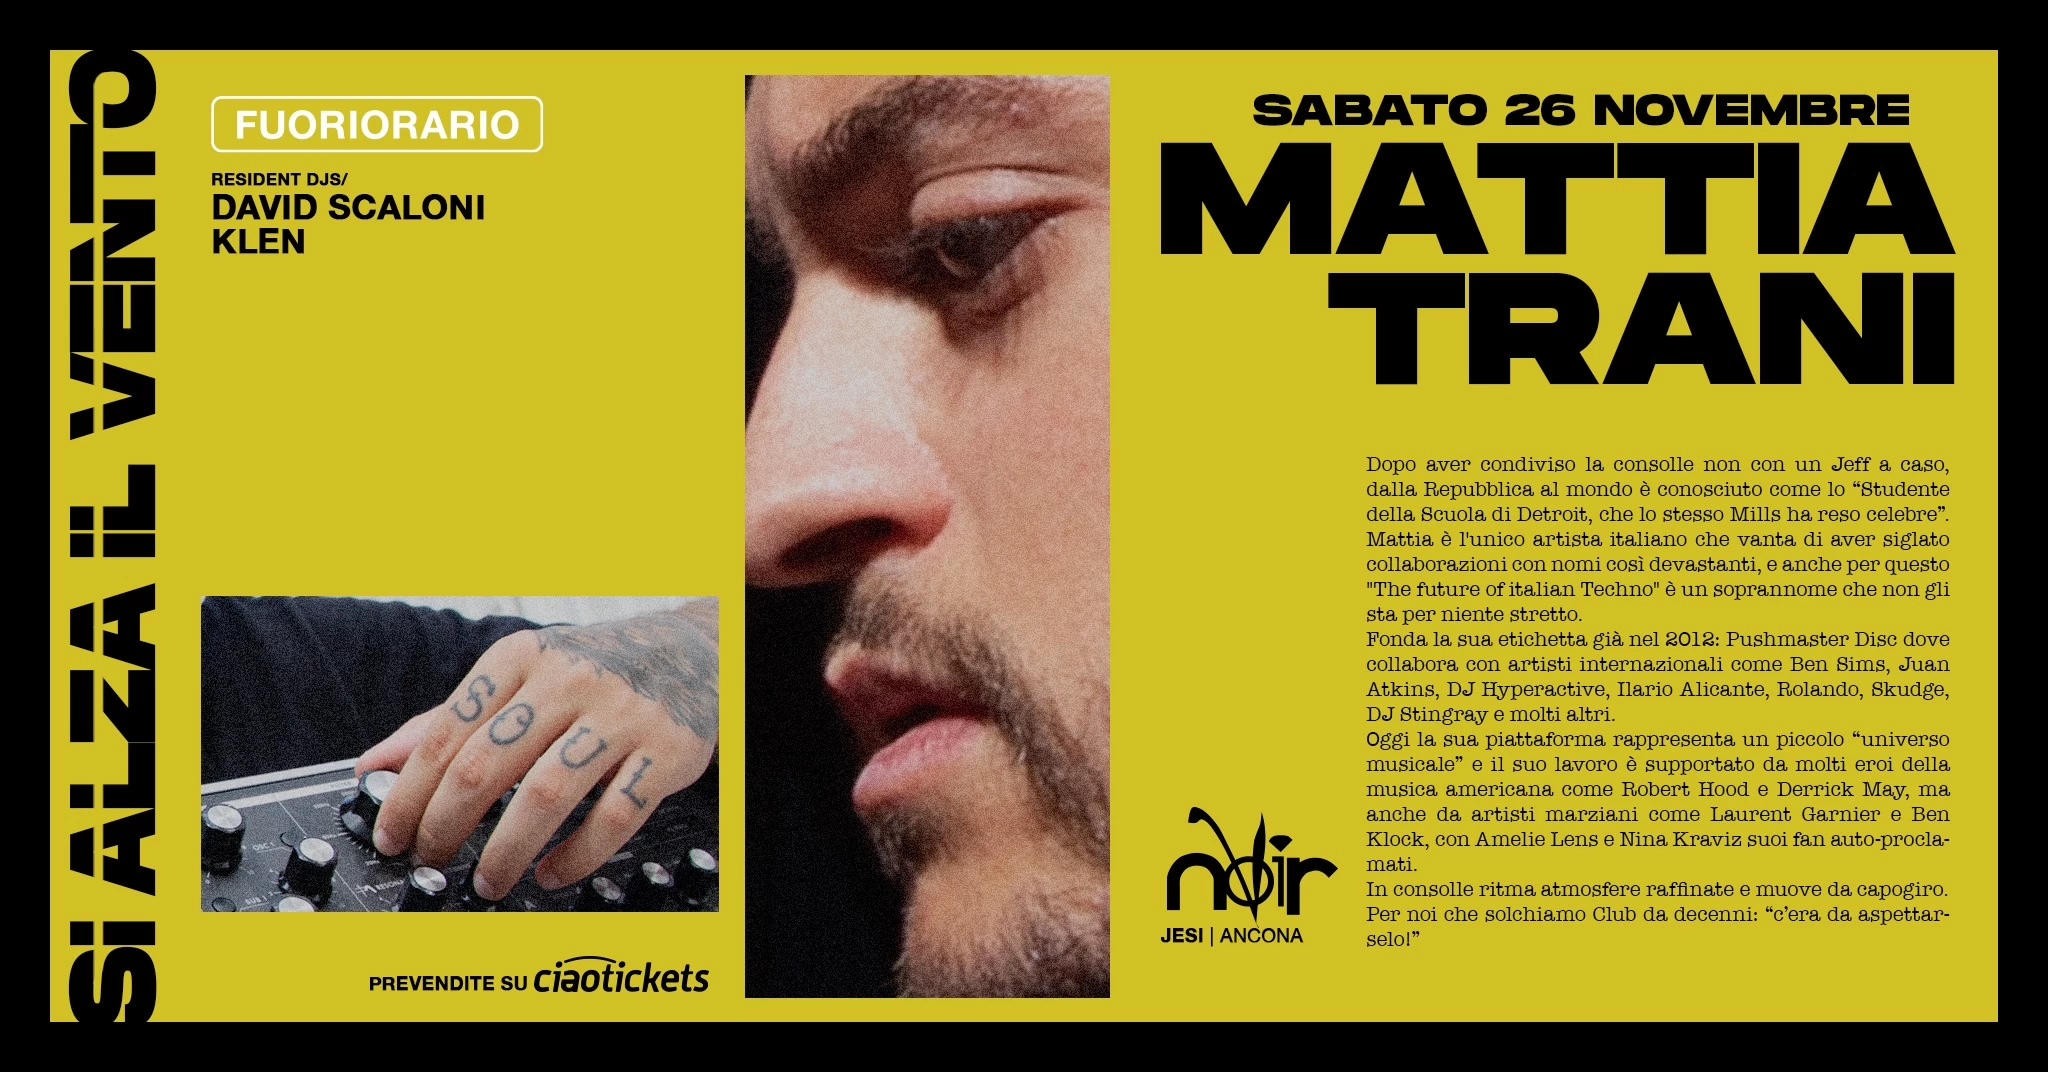 SI ALZA IL VENTO
FUORIORARIO
RESIDENT DJS/
DAVID SCALONI
KLEN
SOUL
PREVENDITE SU ciaotickets
SABATO 26 NOVEMBRE
MATTIA
TRANI
Dopo aver condiviso la consolle non con un Jeff a caso,
dalla Repubblica al mondo è conosciuto come lo “Studente
della Scuola di Detroit, che lo stesso Mills ha reso celebre”.
Mattia è l'unico artista italiano che vanta di aver siglato
collaborazioni con nomi così devastanti, e anche per questo
"The future of italian Techno" è un soprannome che non gli
sta per niente stretto.
Fonda la sua etichetta già nel 2012: Pushmaster Disc dove
collabora con artisti internazionali come Ben Sims, Juan
Atkins, DJ Hyperactive, Ilario Alicante, Rolando, Skudge,
DJ Stingray e molti altri.
Oggi la sua piattaforma rappresenta un piccolo “universo
musicale” e il suo lavoro è supportato da molti eroi della
musica americana come Robert Hood e Derrick May, ma
anche da artisti marziani come Laurent Garnier e Ben
Klock, con Amelie Lens e Nina Kraviz suoi fan auto-procla-
mati.
In consolle ritma atmosfere raffinate e muove da capogiro.
Per noi che solchiamo Club da decenni: “c’era da aspettar-
selo!”
noir
JESI | ANCONA